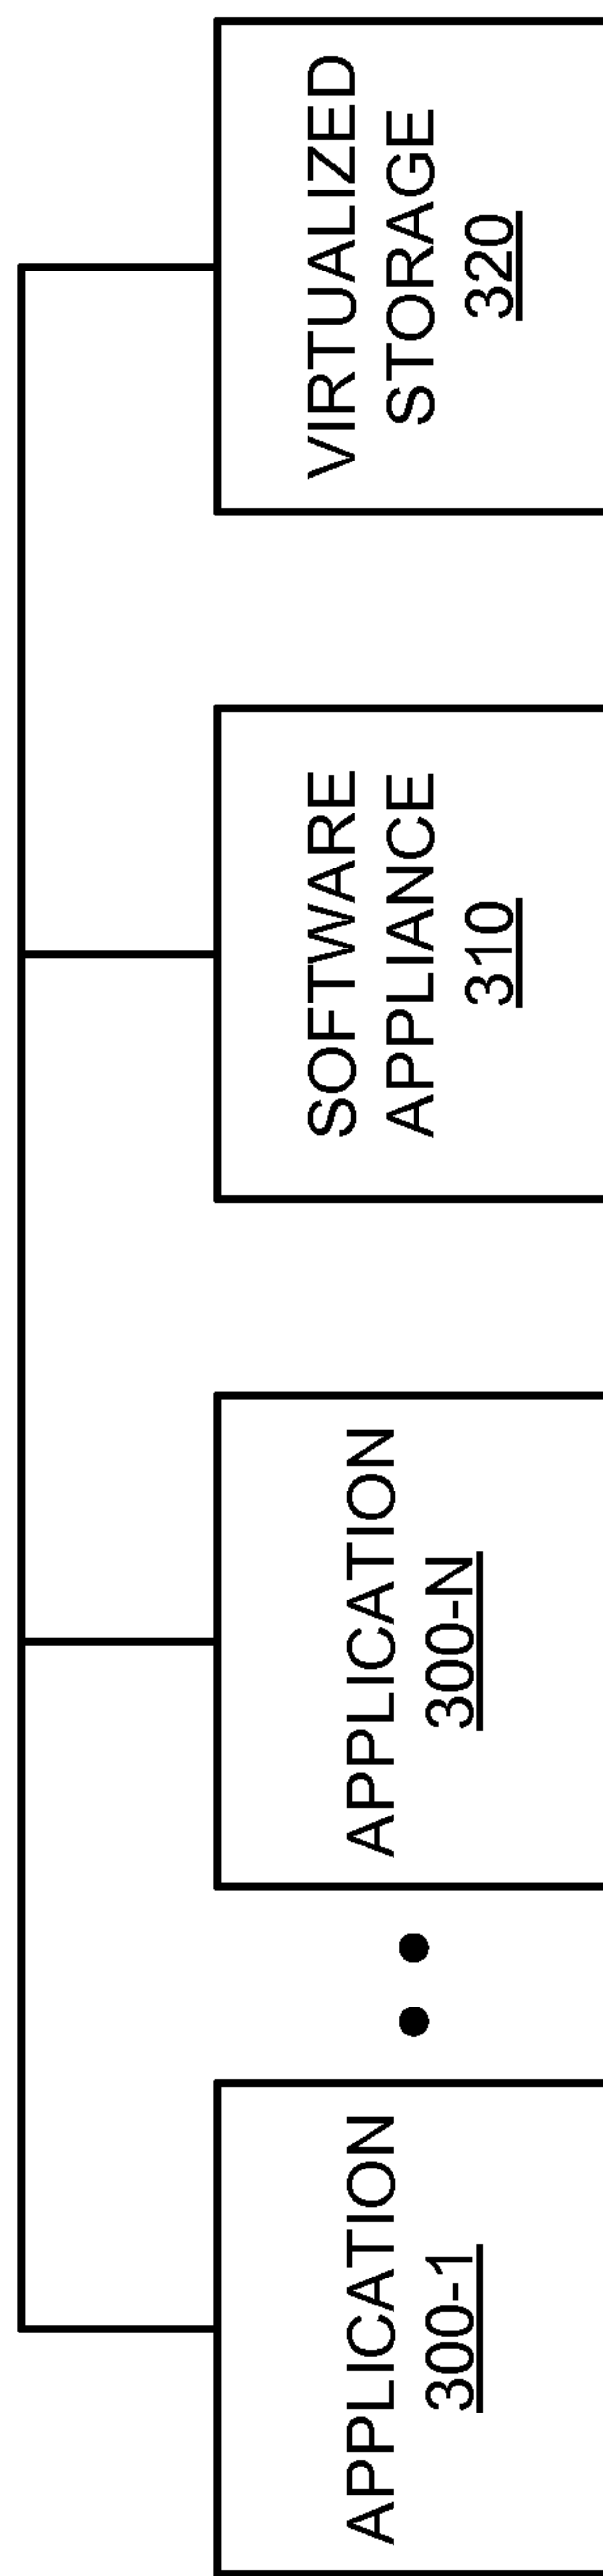 APPLICATION
300-1
APPLICATION
300-N
SOFTWARE
APPLIANCE
310
VIRTUALIZED
STORAGE
320